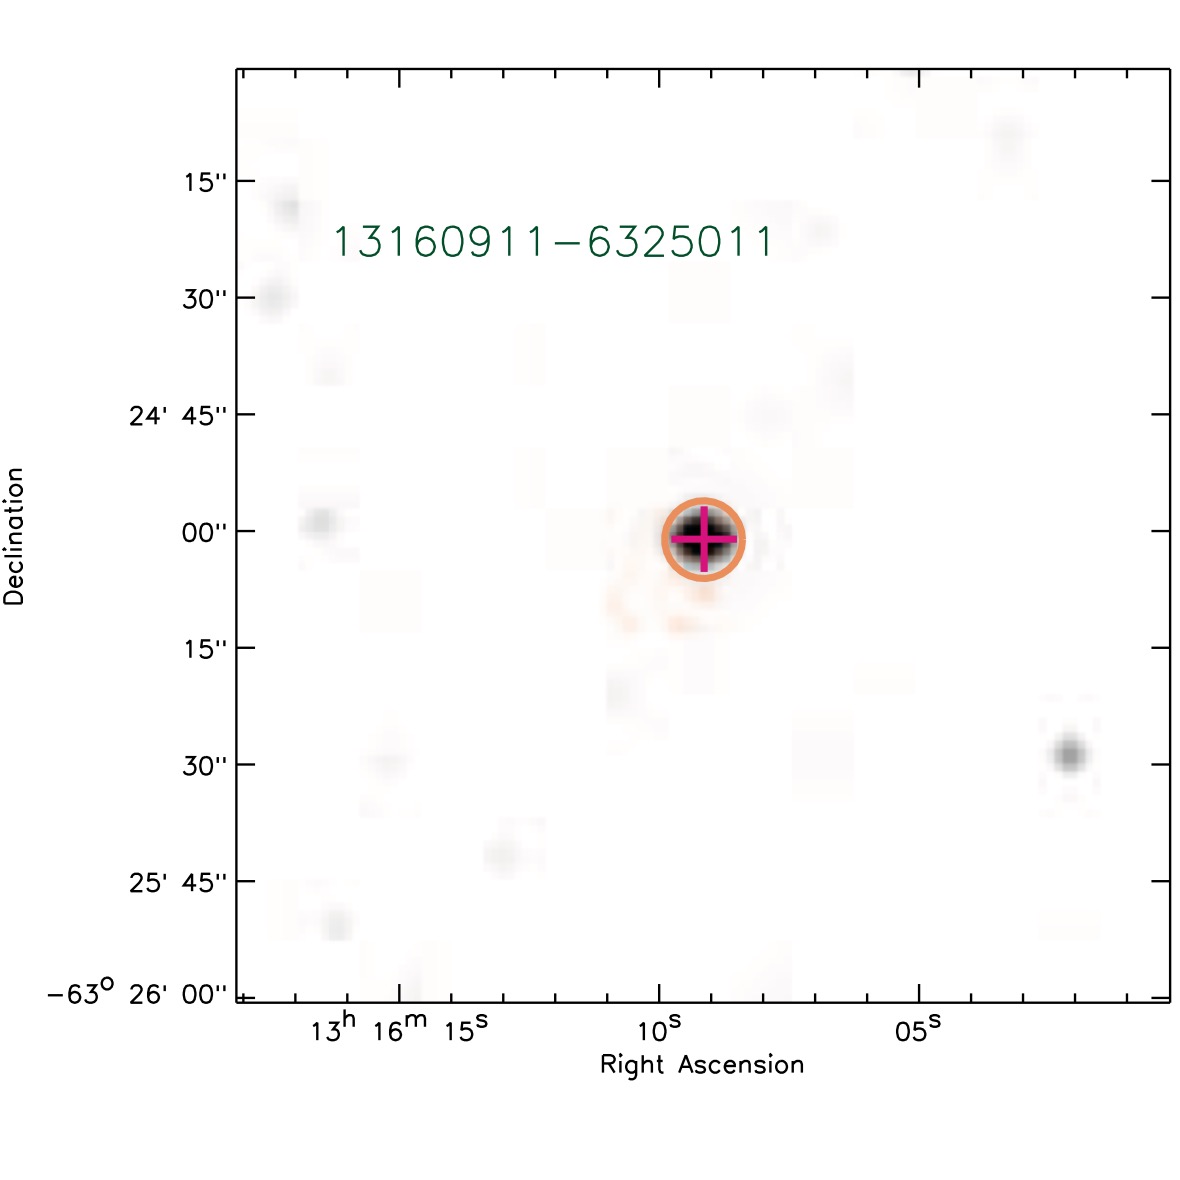 13160911-6325011
15"
30"
24' 45"
00"
15"
30"
25' 45"
-63° 26' 00"
Declination
13h 16m 15s 10s 05s
Right Ascension